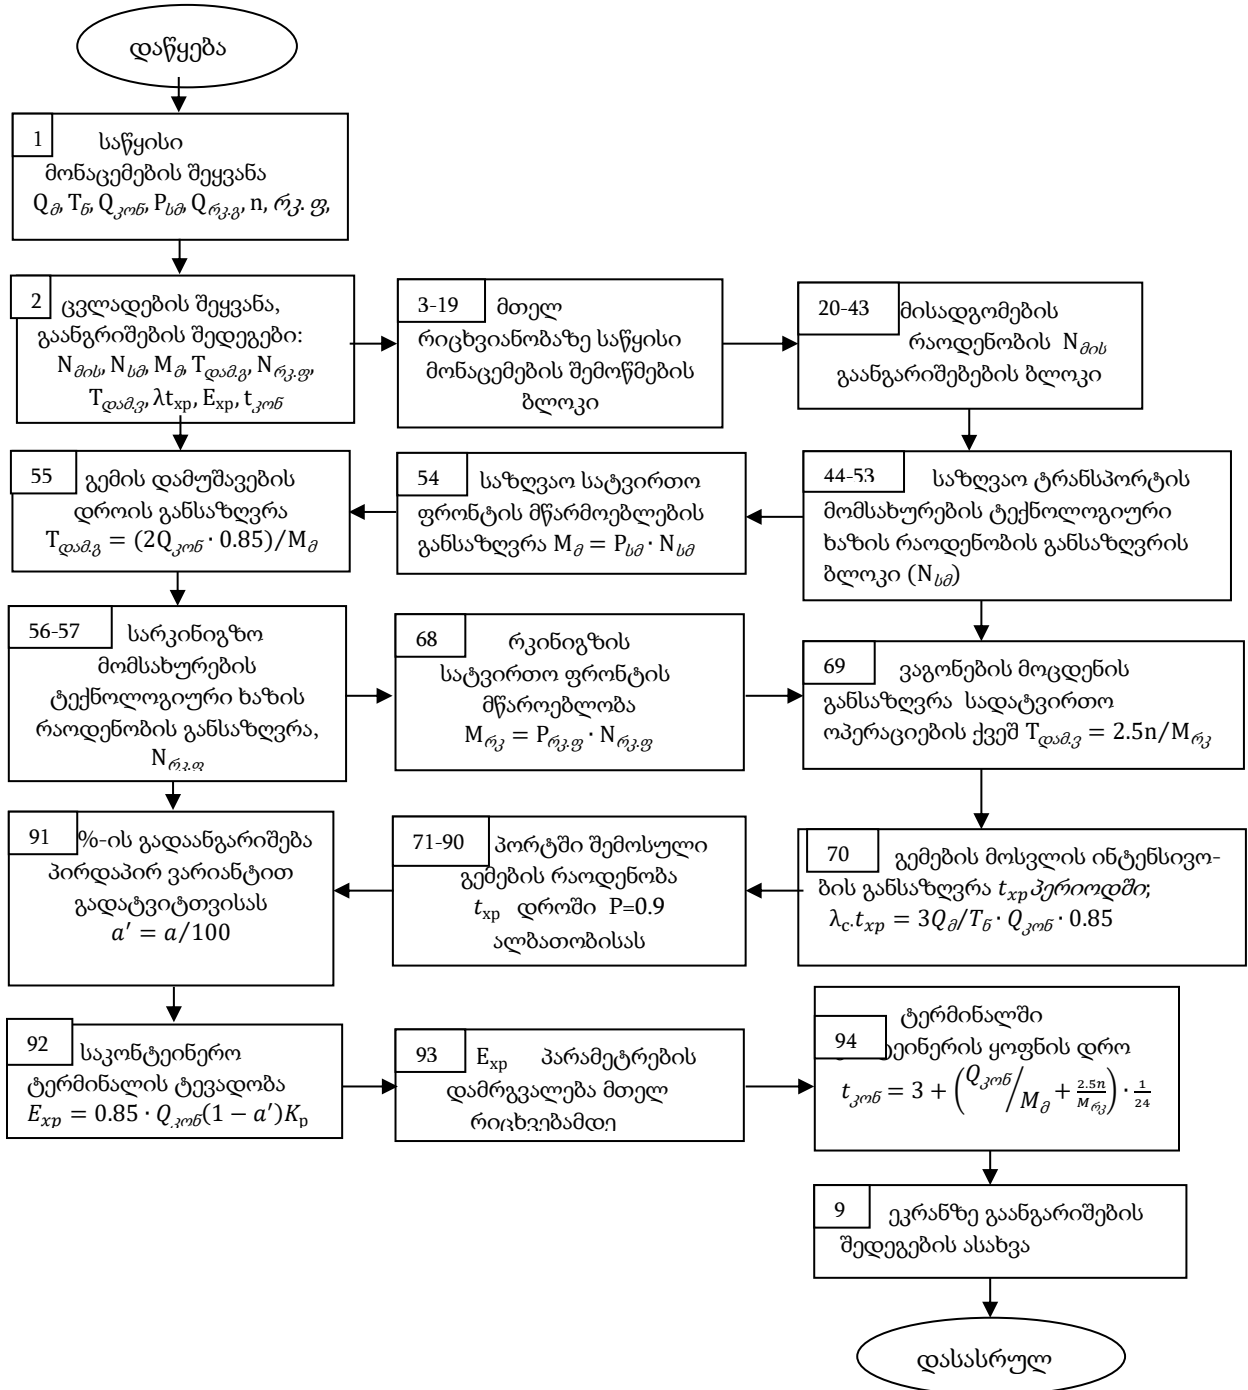 დაწყება
1 საწყისი
მონაცემების შეყვანა
Qმ, Tნ, Qკონ, Pსმ, Qრკ.გ, n, რკ. ფ,
2 ცვლადების შეყვანა,
გაანგრიშების შედეგები:
Nმის, Nსმ, Mმ, Tდამ.გ, Nრკ.ფ,
Tდამ.ვ, λtxp, Exp, tკონ
3-19 მთელ
რიცხვიანობაზე საწყისი
მონაცემების შემოწმების
ბლოკი
20-43 მისადგომების
რაოდენობის Nმის
გაანგარიშებების ბლოკი
55 გემის დამუშავების
დროის განსაზღვრა
Tდამ.გ = (2Qკონ · 0.85)/Mმ
54 საზღვაო სატვირთო
ფრონტის მწარმოებლების
განსაზღვრა Mმ = Pსმ · Nსმ
44-53 საზღვაო ტრანსპორტის
მომსახურების ტექნოლოგიური
ხაზის რაოდენობის განსაზღვრის
ბლოკი (Nსმ)
56-57 სარკინიგზო
მომსახურების
ტექნოლოგიური ხაზის
რაოდენობის განსაზღვრა,
Nრკ.ფ
68 რკინიგზის
სატვირთო ფრონტის
მწაროებლობა
Mრკ = Pრკ.ფ · Nრკ.ფ
69 ვაგონების მოცდენის
განსაზღვრა სადატვირთო
ოპერაციების ქვეშ Tდამ.ვ = 2.5n/Mრკ
91 %-ის გადაანგარიშება
პირდაპირ ვარიანტით
გადატვიტთვისას
a′ = a/100
71-90 პორტში შემოსული
გემების რაოდენობა
txp დროში P=0.9
ალბათობისას
70 გემების მოსვლის ინტენსივო-
ბის განსაზღვრა txp პერიოდში;
λc.txp = 3Qმ/Tნ · Qკონ · 0.85
92 საკონტეინერო
ტერმინალის ტევადობა
Exp = 0.85 · Qკონ(1 − a′)Kp
93 Exp პარამეტრების
დამრგვალება მთელ
რიცხვებამდე
94 ტერმინალში
ტეინერის ყოფნის დრო
tკონ = 3 + (Qკონ/Mმ + 2.5n/Mრკ) · 1/24
9 ეკრანზე გაანგარიშების
შედეგების ასახვა
დასასრულ